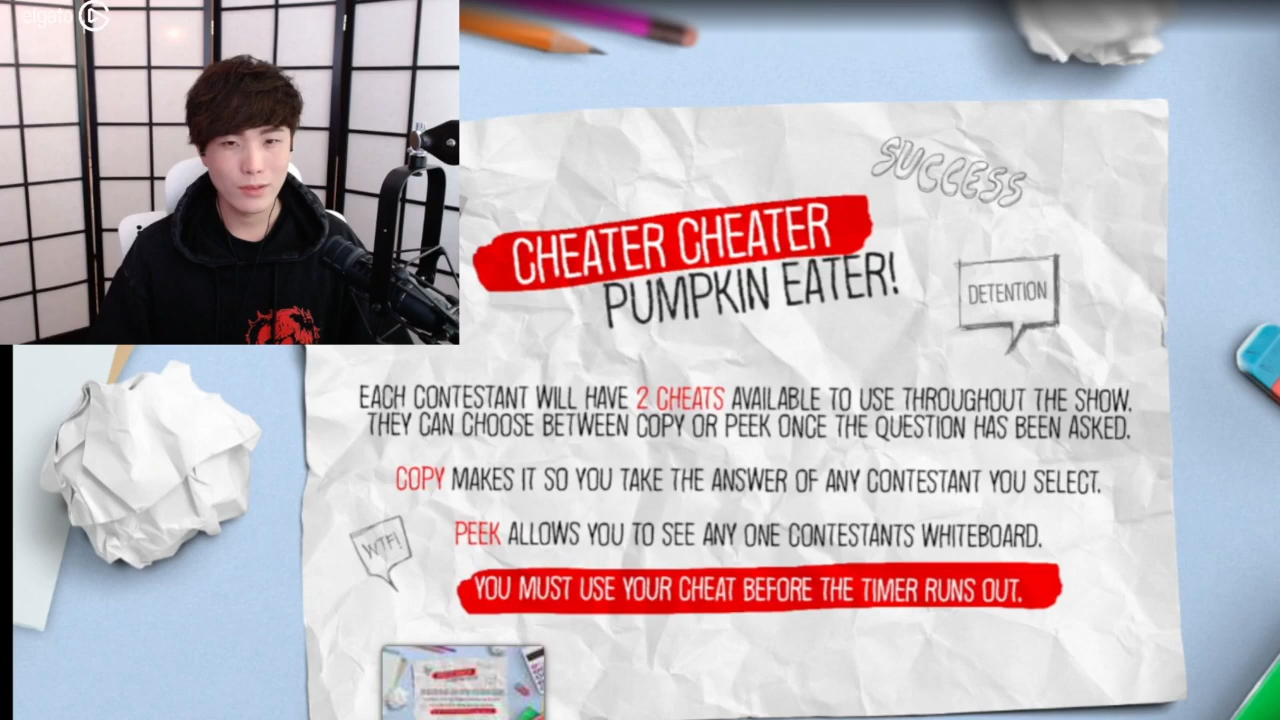 elgato
SUCCESS
CHEATER CHEATER
PUMPKIN EATER!
DETENTION
EACH CONTESTANT WILL HAVE 2 CHEATS AVAILABLE TO USE THROUGHOUT THE SHOW.
THEY CAN CHOOSE BETWEEN COPY OR PEEK ONCE THE QUESTION HAS BEEN ASKED.
COPY MAKES IT SO YOU TAKE THE ANSWER OF ANY CONTESTANT YOU SELECT.
PEEK ALLOWS YOU TO SEE ANY ONE CONTESTANTS WHITEBOARD.
WTF!
YOU MUST USE YOUR CHEAT BEFORE THE TIMER RUNS OUT.